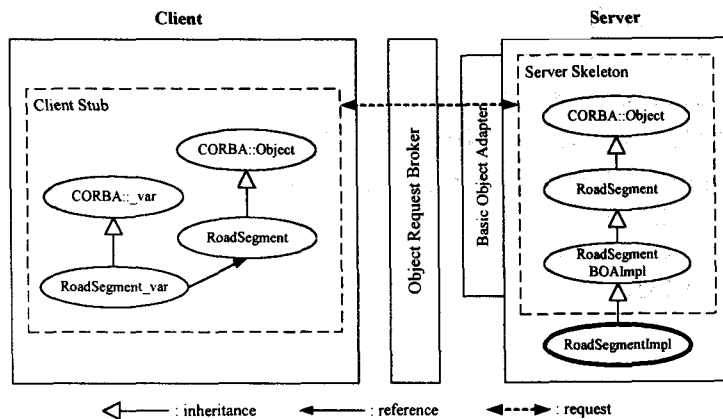 Client
Server
Client Stub
CORBA::_var
CORBA::Object
RoadSegment
RoadSegment_var
Object Request Broker
Basic Object Adapter
Server Skeleton
CORBA::Object
RoadSegment
RoadSegment
BOAImpl
RoadSegmentImpl
: inheritance
: reference
: request